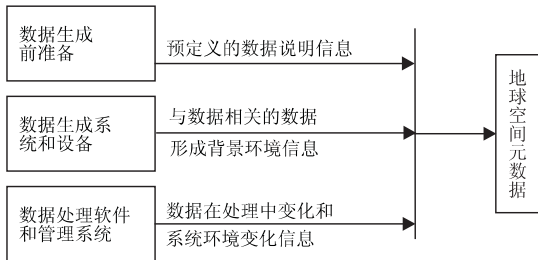 数据生成
前准备
预定义的数据说明信息
数据生成系
统和设备
与数据相关的数据
形成背景环境信息
数据处理软件
和管理系统
数据在处理中变化和
系统环境变化信息
地球空间元数据